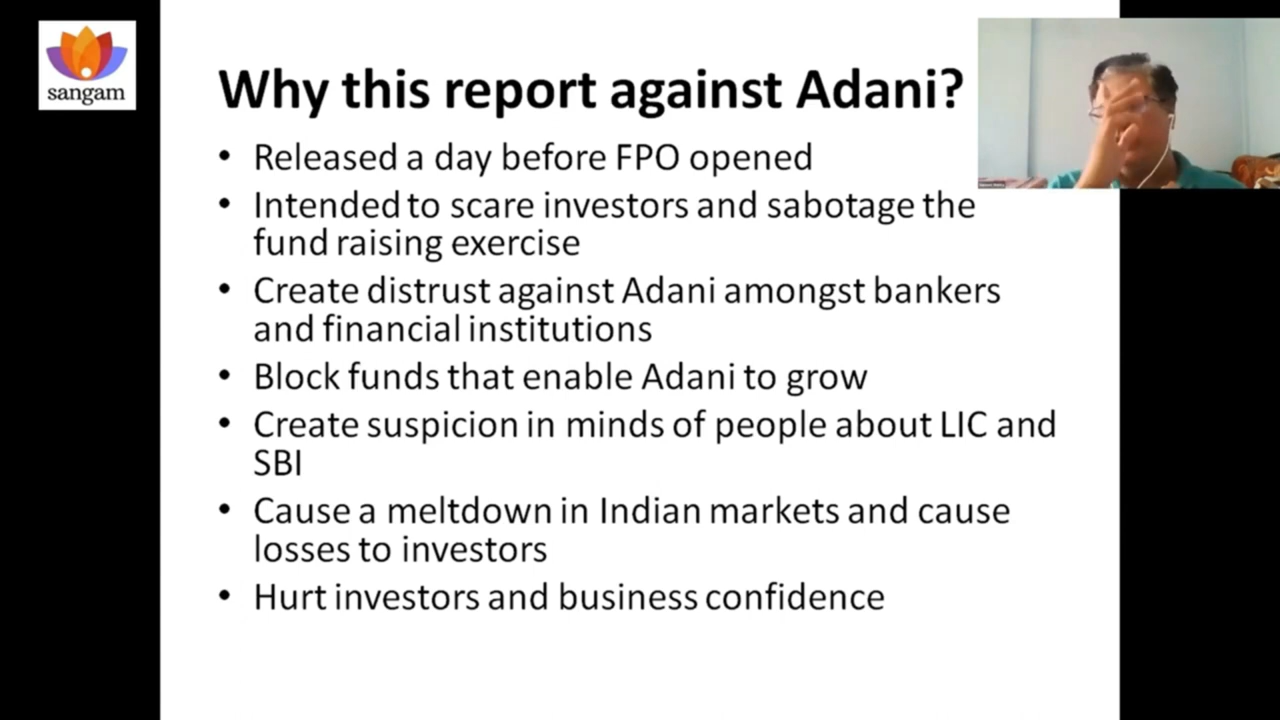 sangam
Why this report against Adani?
• Released a day before FPO opened
• Intended to scare investors and sabotage the
fund raising exercise
• Create distrust against Adani amongst bankers
and financial institutions
• Block funds that enable Adani to grow
• Create suspicion in minds of people about LIC and
SBI
• Cause a meltdown in Indian markets and cause
losses to investors
• Hurt investors and business confidence